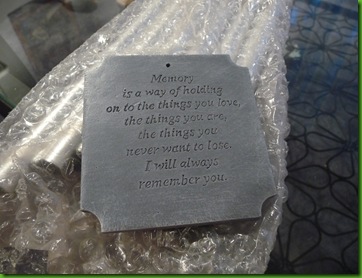 Memory
is a way of holding
on to the things you love,
the things you are,
the things you
never want to lose.
I will always
remember you.